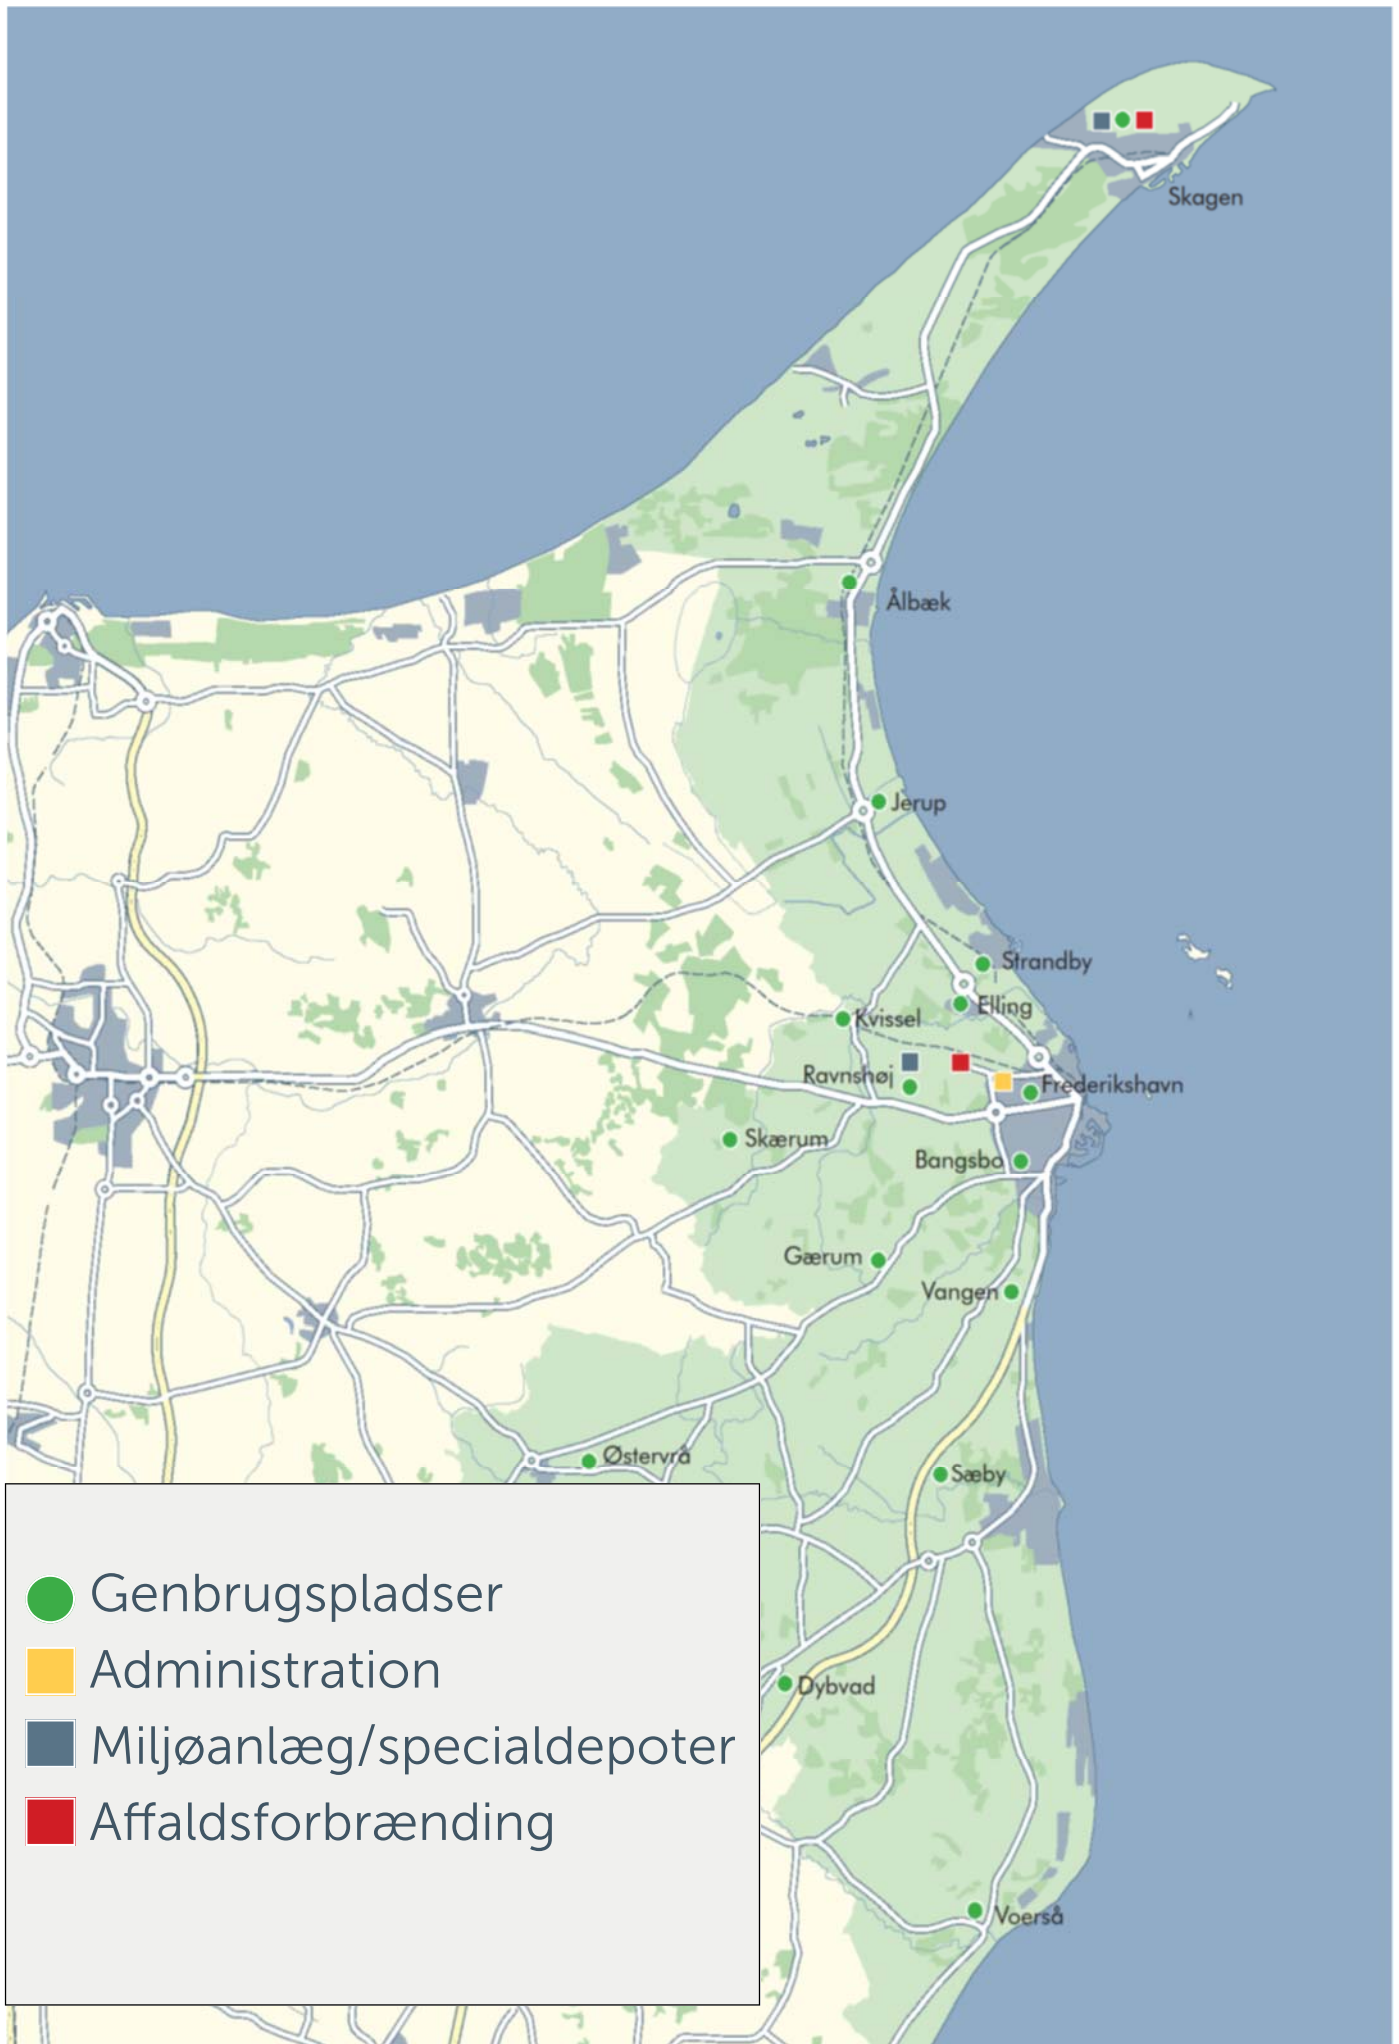 Skagen
Ålbæk
Jerup
Strandby
Elling
Kvissel
Ravnshøj
Frederikshavn
Skærum
Bangsbo
Gærum
Vangen
Østervrå
Sæby
Genbrugspladser
Administration
Dybvad
Miljøanlæg/specialdepoter
Affaldsforbrænding
Voerså